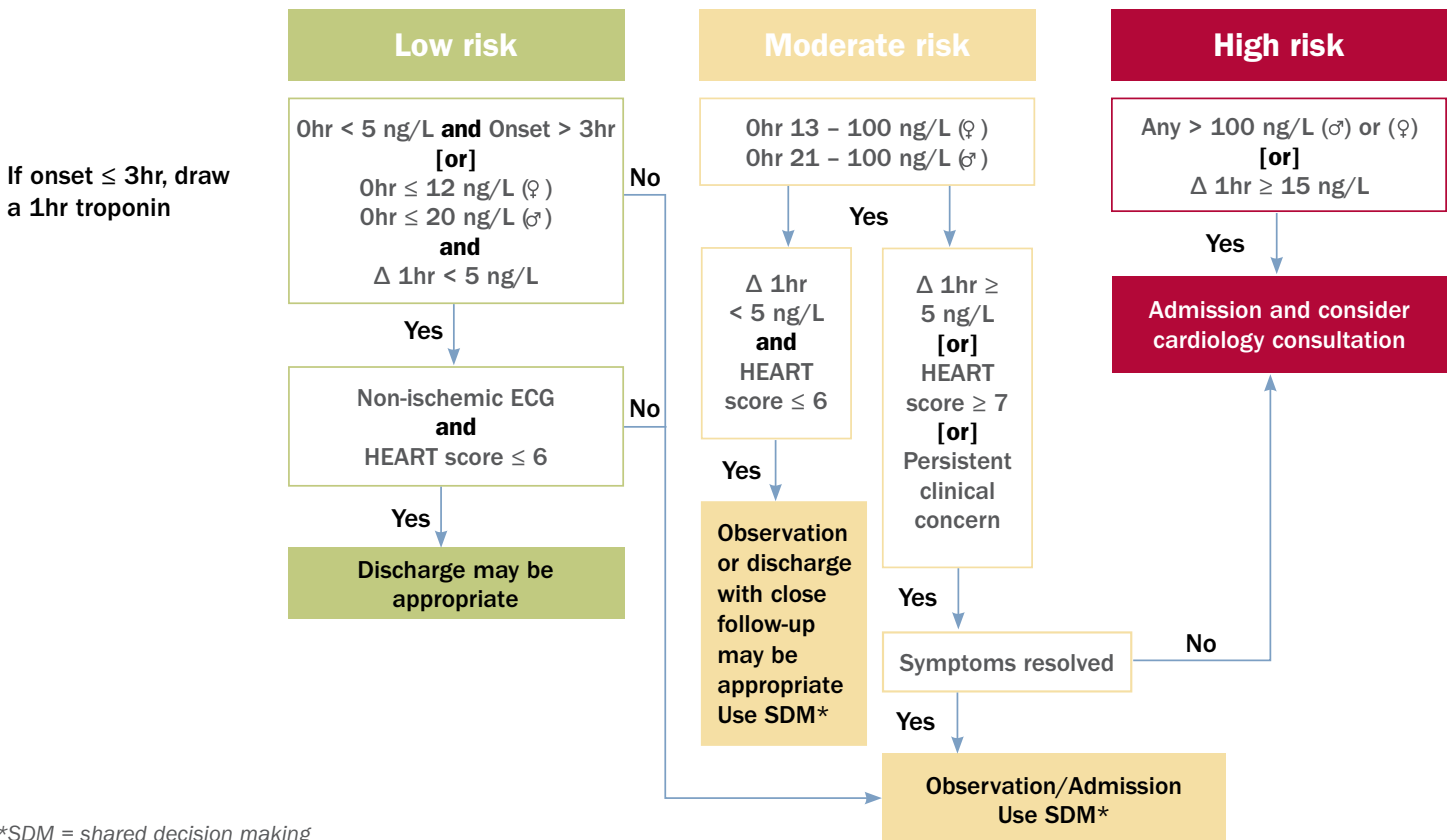 Low risk
Moderate risk
High risk
If onset ≤ 3hr, draw
a 1hr troponin
0hr < 5 ng/L and Onset > 3hr
[or]
0hr ≤ 12 ng/L (♀)
0hr ≤ 20 ng/L (♂)
and
Δ 1hr < 5 ng/L
No
Yes
Non-ischemic ECG
and
HEART score ≤ 6
No
Yes
Discharge may be
appropriate
0hr 13 – 100 ng/L (♀)
0hr 21 – 100 ng/L (♂)
Yes
Δ 1hr
< 5 ng/L
and
HEART
score ≤ 6
Yes
Observation
or discharge
with close
follow-up
may be
appropriate
Use SDM*
Δ 1hr ≥
5 ng/L
[or]
HEART
score ≥ 7
[or]
Persistent
clinical
concern
Yes
Symptoms resolved
No
Yes
Observation/Admission
Use SDM*
Any > 100 ng/L (♂) or (♀)
[or]
Δ 1hr ≥ 15 ng/L
Yes
Admission and consider
cardiology consultation
*SDM = shared decision making